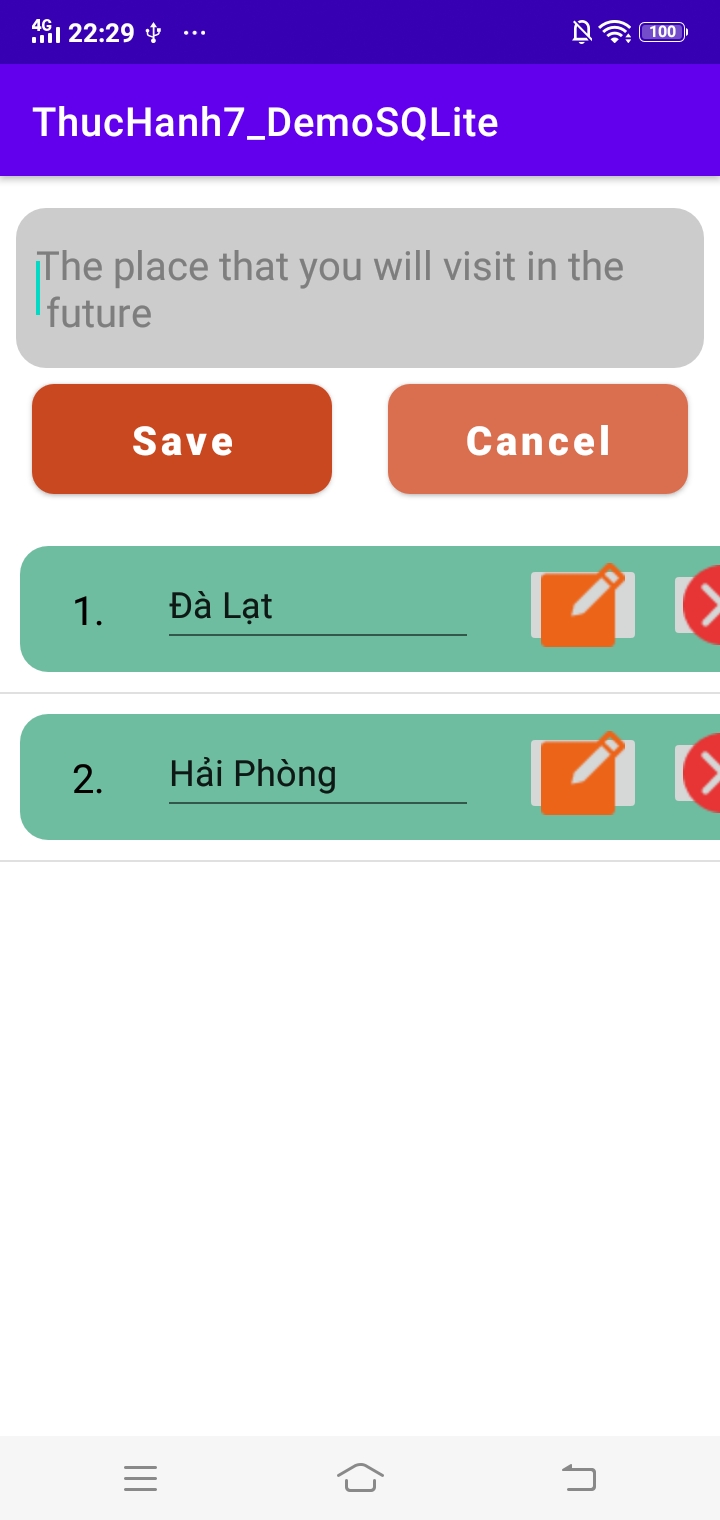 4G 22:29 ... 100
ThucHanh7_DemoSQLite
The place that you will visit in the
future
Save Cancel
1. Đà Lạt
2. Hải Phòng